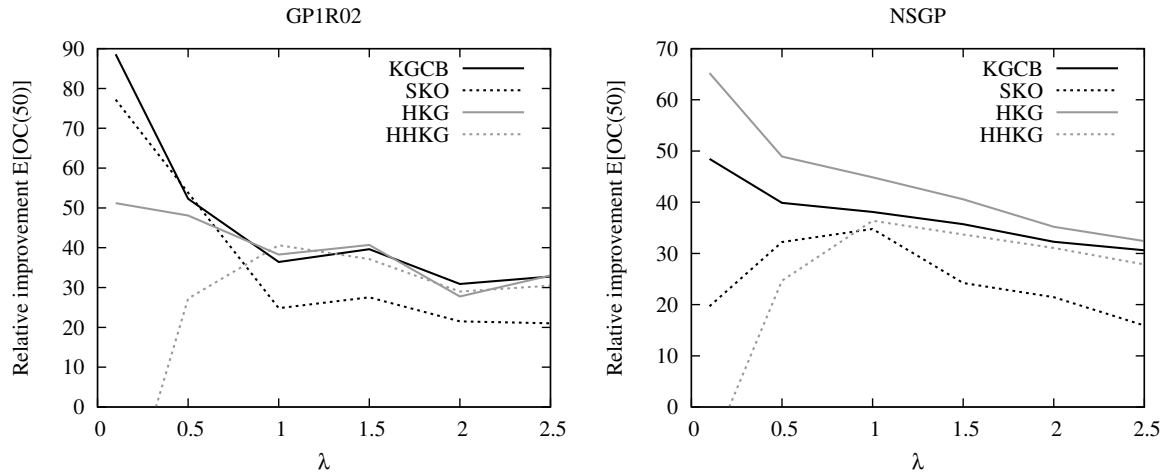 GP1R02
Relative improvement E[OC(50)]
90
80
70
60
50
40
30
20
10
0
KGCB
SKO
HKG
HHKG
0 0.5 1 1.5 2 2.5
λ
NSGP
Relative improvement E[OC(50)]
70
60
50
40
30
20
10
0
KGCB
SKO
HKG
HHKG
0 0.5 1 1.5 2 2.5
λ